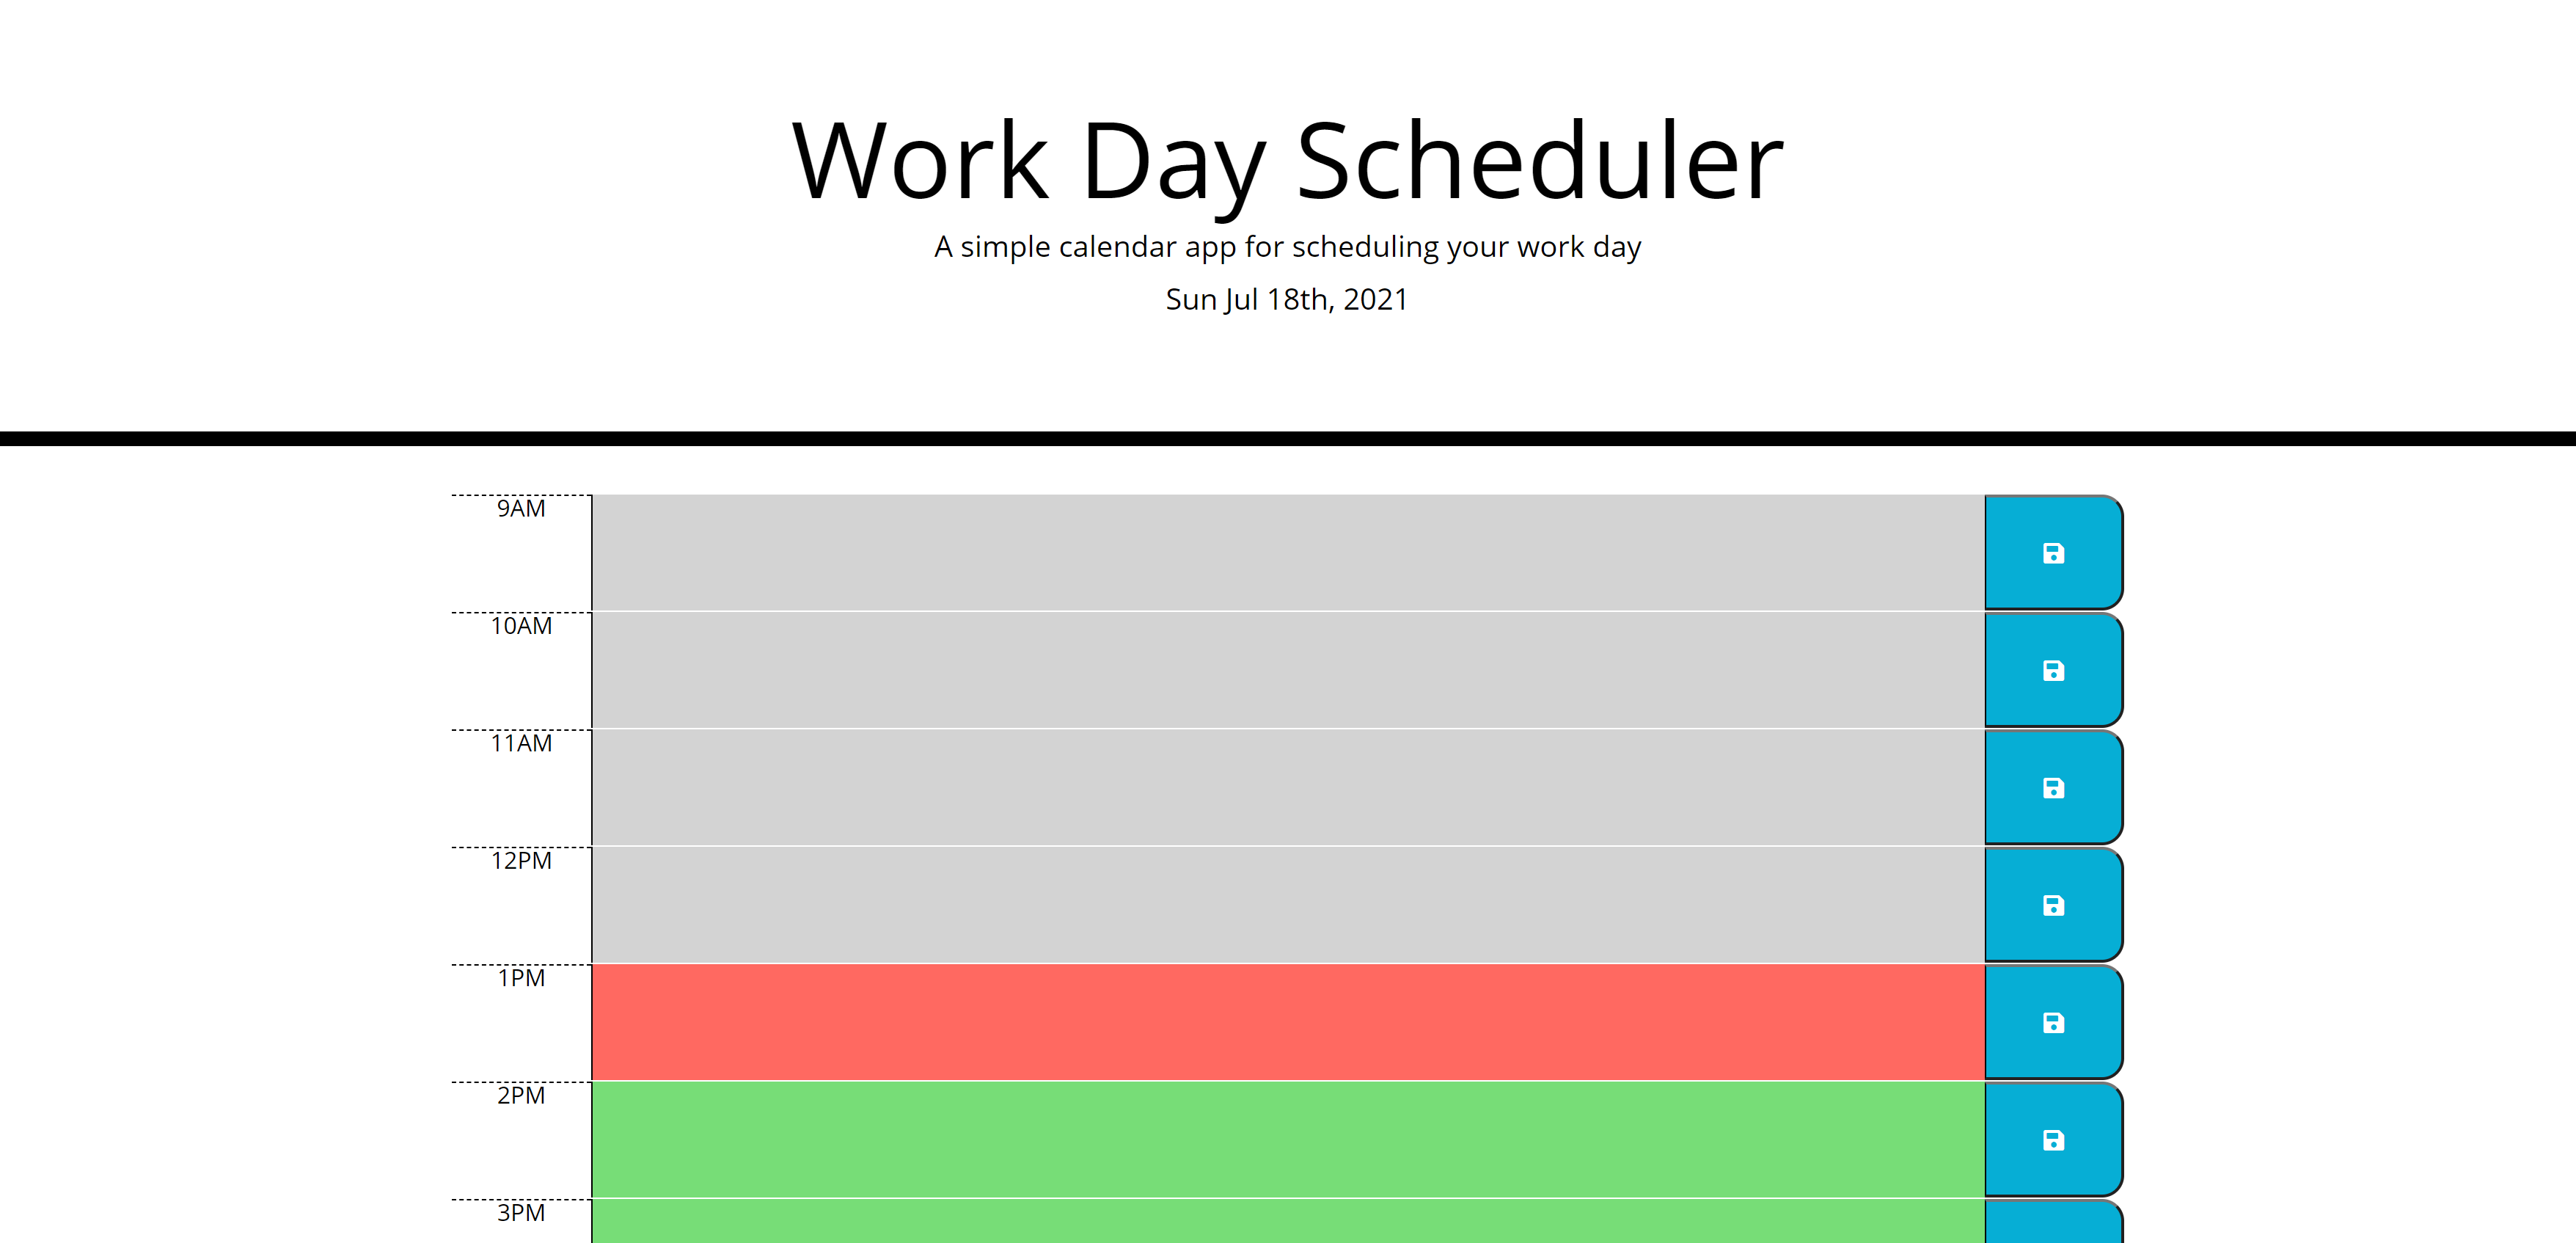 Work Day Scheduler
A simple calendar app for scheduling your work day
Sun Jul 18th, 2021
9AM
10AM
11AM
12PM
1PM
2PM
3PM